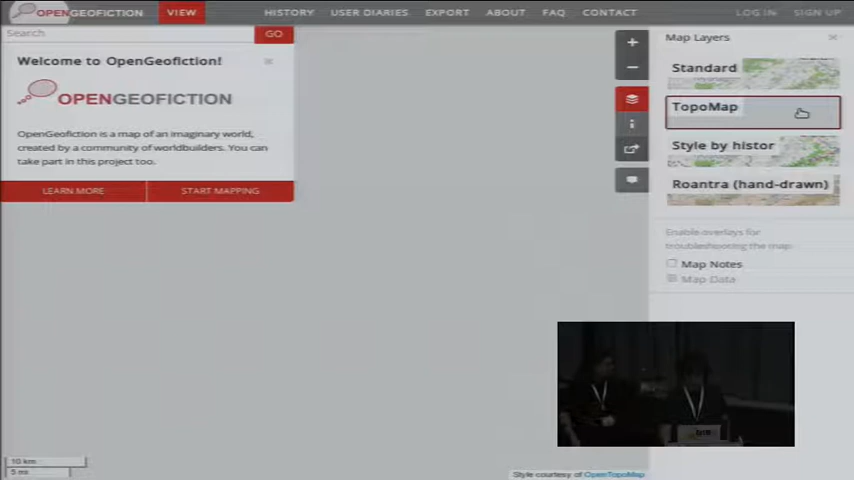 OPENGEOFICTION VIEW HISTORY USER DIARIES EXPORT ABOUT FAQ CONTACT LOG IN SIGN UP
Search GO
Welcome to OpenGeofiction!
OPENGEOFICTION
OpenGeofiction is a map of an imaginary world,
created by a community of worldbuilders. You can
take part in this project too.
LEARN MORE START MAPPING
Map Layers
Standard
TopoMap
Style by histor
Roantra (hand-drawn)
Enable overlays for
troubleshooting the map
Map Notes
Map Data
10 km
5 mi
Style courtesy of OpenTopoMap